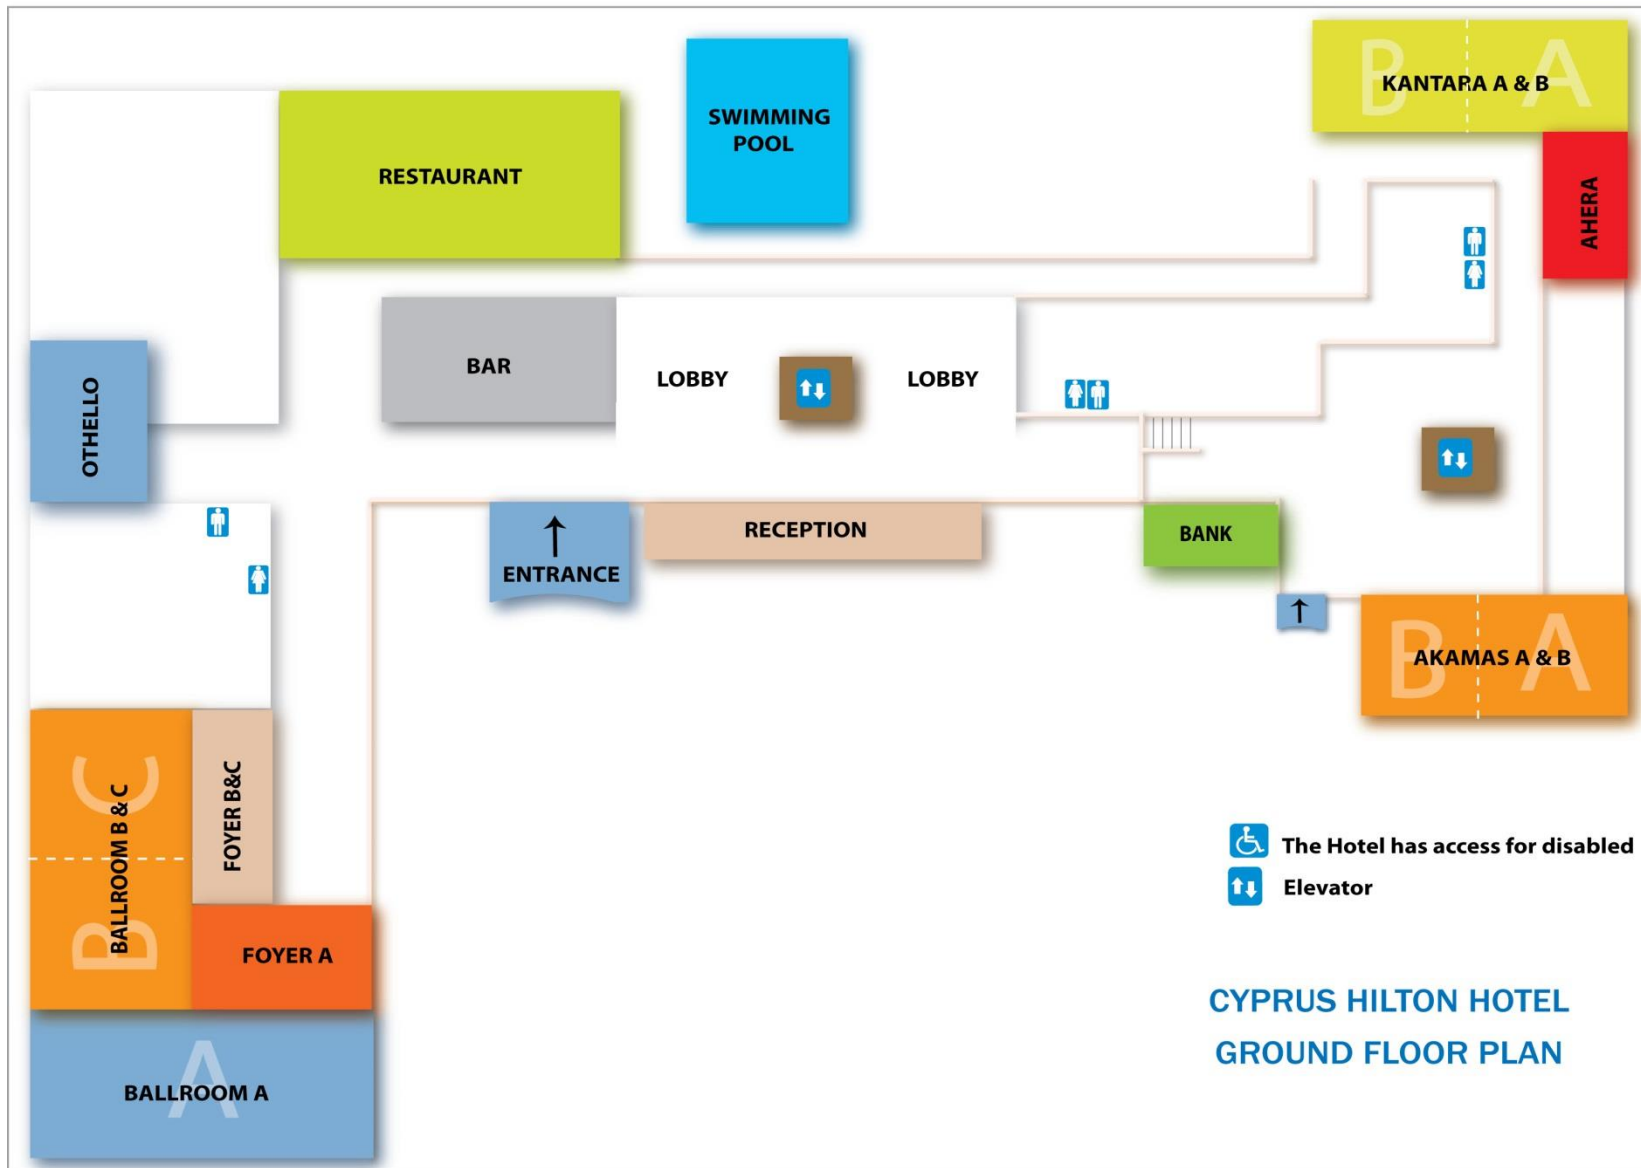 B A
KANTARA A & B
SWIMMING
POOL
RESTAURANT
AHERA
BAR
LOBBY
LOBBY
OTHELLO
RECEPTION
BANK
ENTRANCE
B A
AKAMAS A & B
C
BALLROOM B & C
B
FOYER B&C
The Hotel has access for disabled
Elevator
FOYER A
CYPRUS HILTON HOTEL
GROUND FLOOR PLAN
A
BALLROOM A